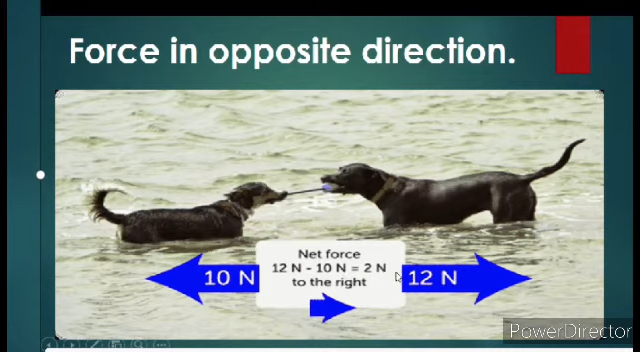 Force in opposite direction.
Net force
10 N 12 N - 10 N = 2 N 12 N
to the right
PowerDirector